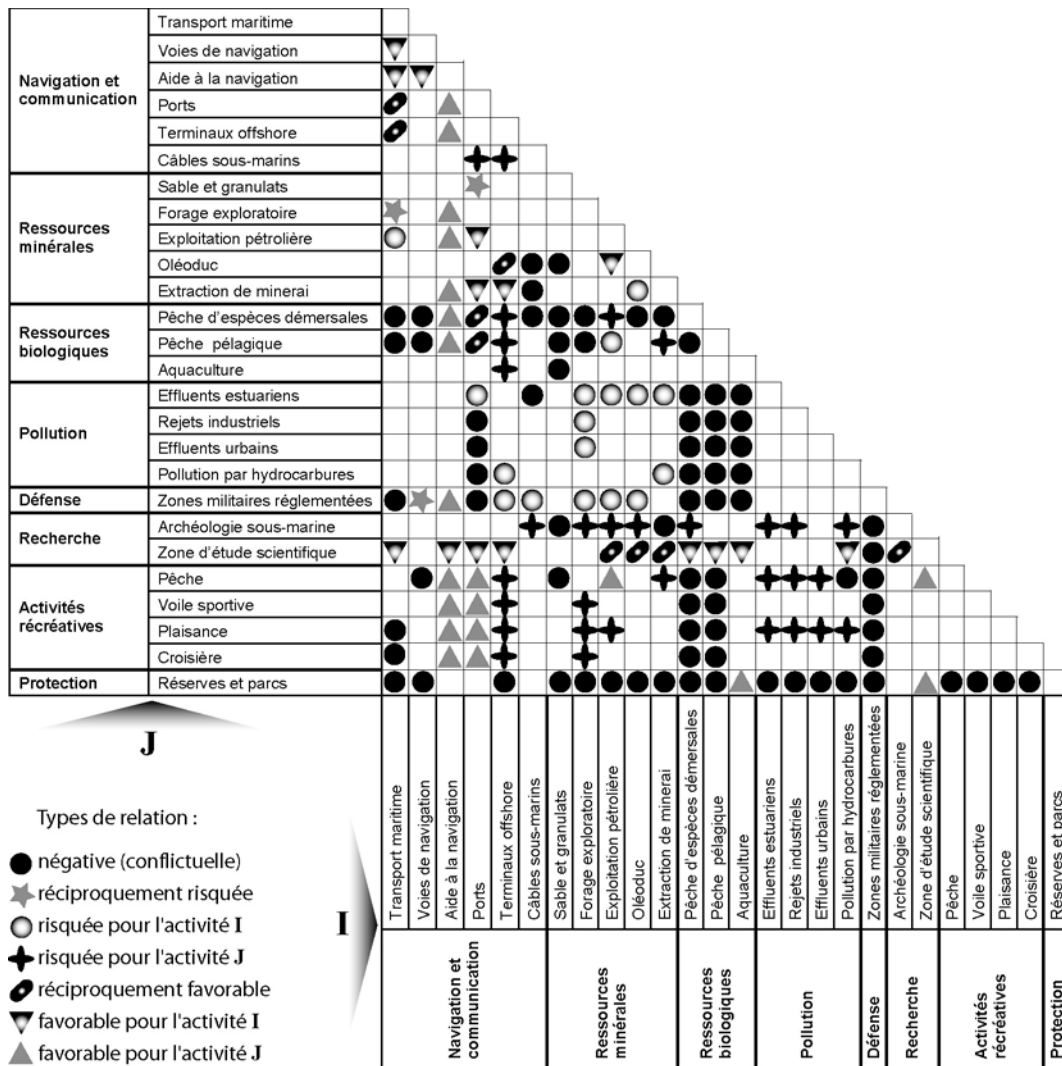 Transport maritime
Voies de navigation
Navigation et
communication
Aide à la navigation
Ports
Terminaux offshore
Câbles sous-marins
Sable et granulats
Ressources
minérales
Forage exploratoire
Exploitation pétrolière
Oléoduc
Extraction de minerai
Ressources
biologiques
Pêche d'espèces démersales
Pêche pélagique
Aquaculture
Effluents estuariens
Pollution
Rejets industriels
Effluents urbains
Pollution par hydrocarbures
Défense
Zones militaires réglementées
Recherche
Archéologie sous-marine
Zone d'étude scientifique
Activités
récréatives
Pêche
Voile sportive
Plaisance
Croisière
Protection
Réserves et parcs
J
Types de relation :
négative (conflictuelle)
réciproquement risquée
risquée pour l'activité I
risquée pour l'activité J
réciproquement favorable
favorable pour l'activité I
favorable pour l'activité J
I
Transport maritime
Voies de navigation
Aide à la navigation
Ports
Terminaux offshore
Câbles sous-marins
Sable et granulats
Forage exploratoire
Exploitation pétrolière
Oléoduc
Extraction de minerai
Pêche d'espèces démersales
Pêche pélagique
Aquaculture
Effluents estuariens
Rejets industriels
Effluents urbains
Pollution par hydrocarbures
Zones militaires réglementées
Archéologie sous-marine
Zone d'étude scientifique
Pêche
Voile sportive
Plaisance
Croisière
Réserves et parcs
Navigation et
communication
Ressources
minérales
Ressources
biologiques
Pollution
Défense
Recherche
Activités
récréatives
Protection